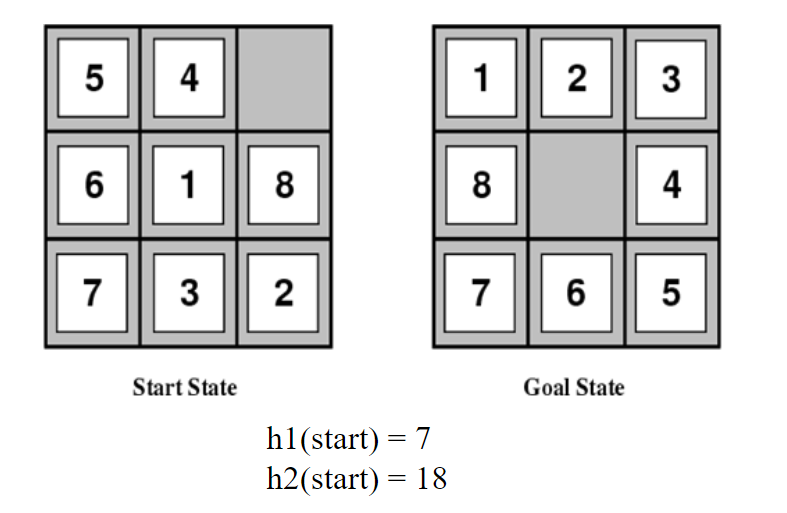 5 4
6 1 8
7 3 2
Start State
1 2 3
8 4
7 6 5
Goal State
h1(start) = 7
h2(start) = 18